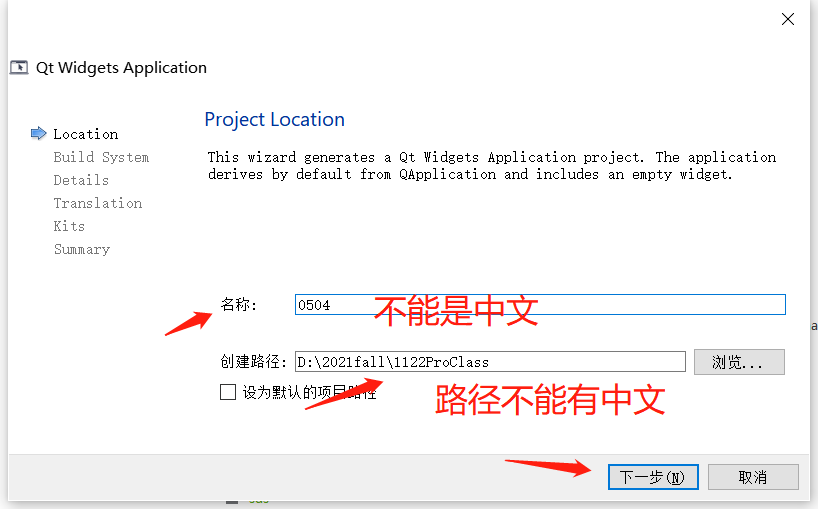 Qt Widgets Application
Location
Build System
Details
Translation
Kits
Summary
Project Location
This wizard generates a Qt Widgets Application project. The application
derives by default from QApplication and includes an empty widget.
名称: 0504 不能是中文
创建路径: D:\2021fall\1122ProClass 浏览...
设为默认的项目路径
路径不能有中文
下一步(N) 取消